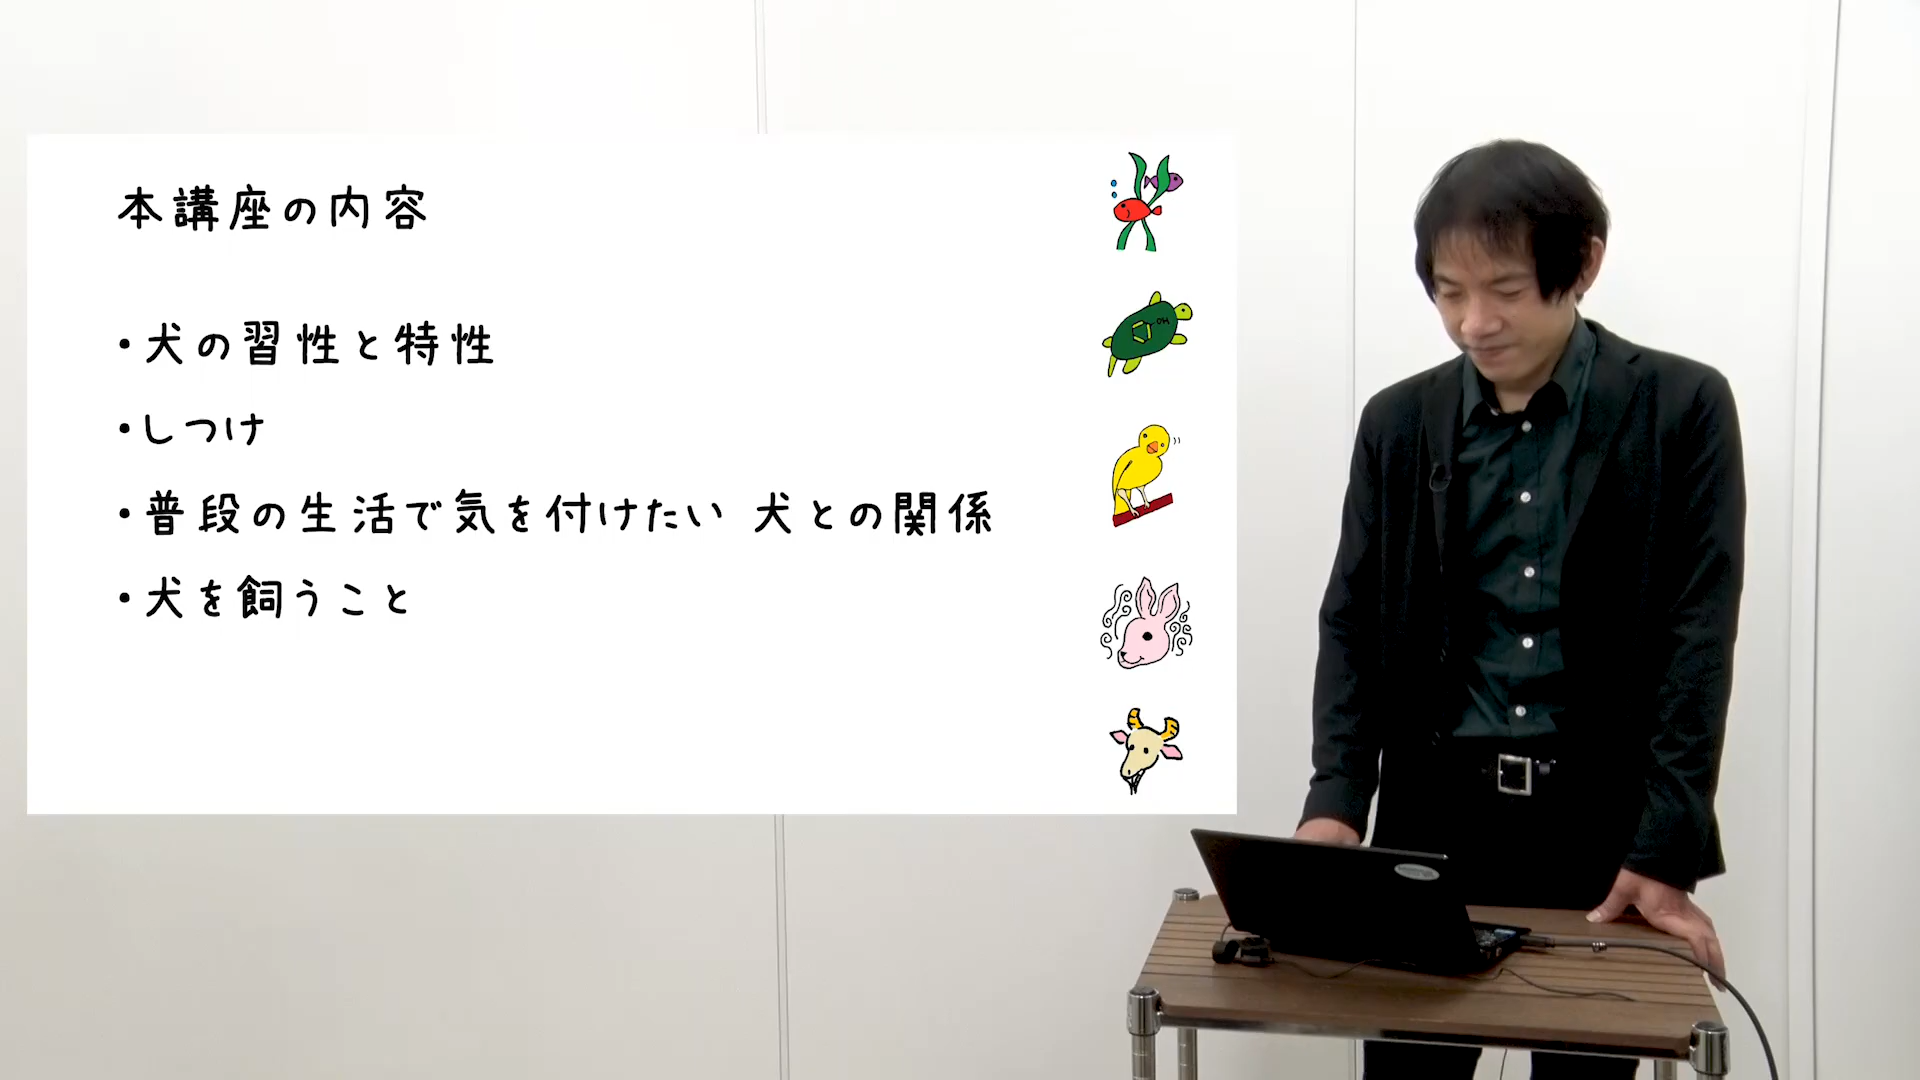 本講座の内容
・犬の習性と特性
・しつけ
・普段の生活で気を付けたい 犬との関係
・犬を飼うこと
OH